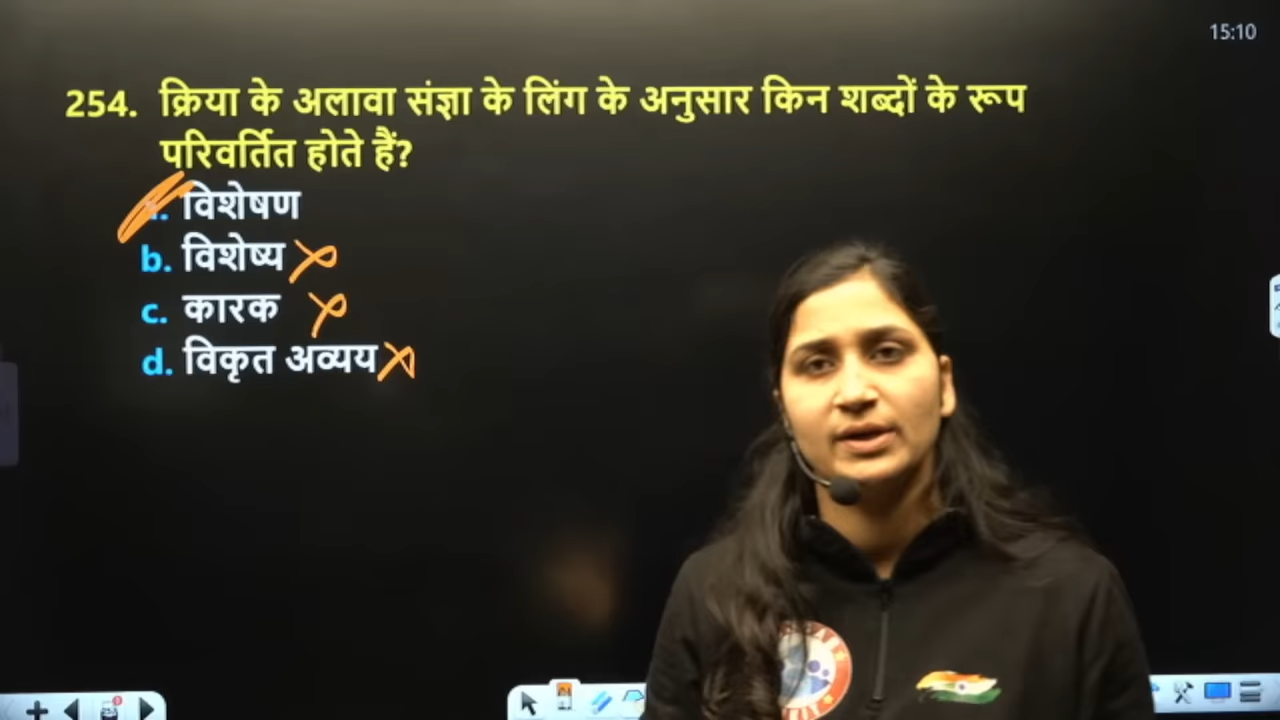 15:10
254. क्रिया के अलावा संज्ञा के लिंग के अनुसार किन शब्दों के रूप
परिवर्तित होते हैं?
विशेषण
b. विशेष्य
c. कारक
d. विकृत अव्यय